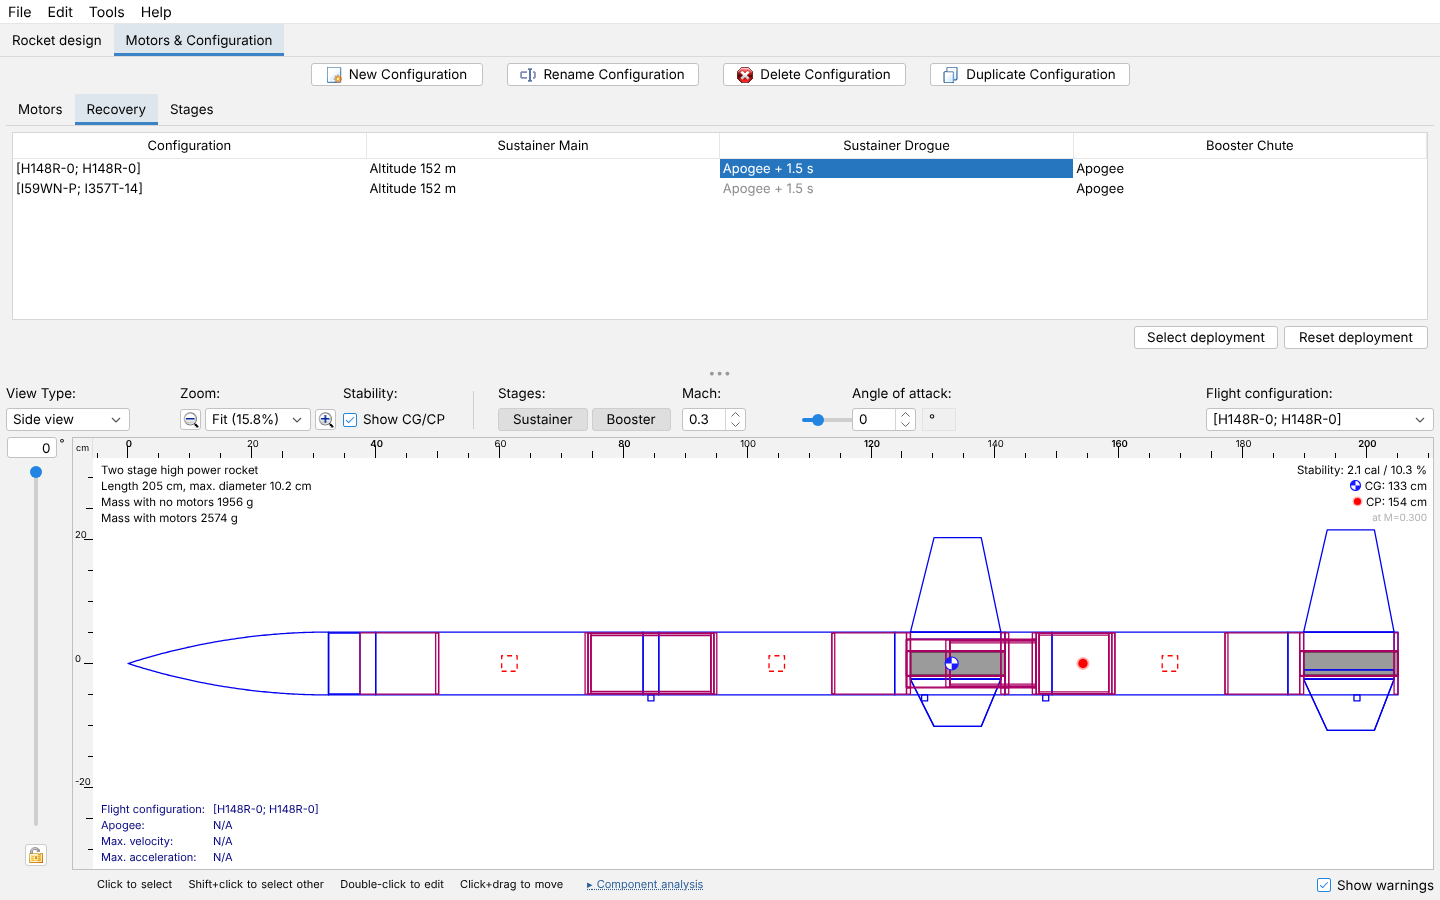 File Edit Tools Help
Rocket design Motors & Configuration
New Configuration Rename Configuration Delete Configuration Duplicate Configuration
Motors Recovery Stages
Configuration Sustainer Main Sustainer Drogue Booster Chute
[H148R-0; H148R-0] Altitude 152 m Apogee + 1.5 s Apogee
[I59WN-P; I357T-14] Altitude 152 m Apogee + 1.5 s Apogee
Select deployment Reset deployment
View Type: Zoom: Stability: Stages: Mach: Angle of attack: Flight configuration:
Side view Fit (15.8%) Show CG/CP Sustainer Booster 0.3 0 ° [H148R-0; H148R-0]
0 ° cm 0 20 40 60 80 100 120 140 160 180 200
Two stage high power rocket Stability: 2.1 cal / 10.3 %
Length 205 cm, max. diameter 10.2 cm CG: 133 cm
Mass with no motors 1956 g CP: 154 cm
Mass with motors 2574 g at M=0.300
20
0
-20
Flight configuration: [H148R-0; H148R-0]
Apogee: N/A
Max. velocity: N/A
Max. acceleration: N/A
Click to select Shift+click to select other Double-click to edit Click+drag to move ▸ Component analysis Show warnings